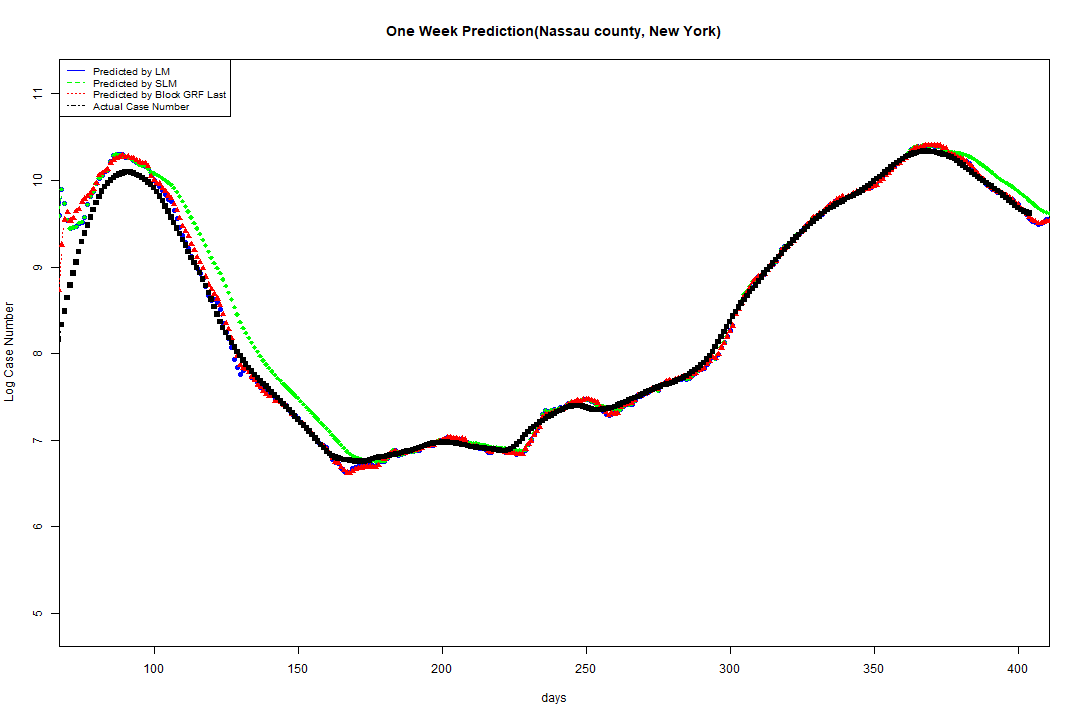 One Week Prediction(Nassau county, New York)
Predicted by LM
Predicted by SLM
Predicted by Block GRF Last
Actual Case Number
11
10
9
8
7
6
5
Log Case Number
100 150 200 250 300 350 400
days